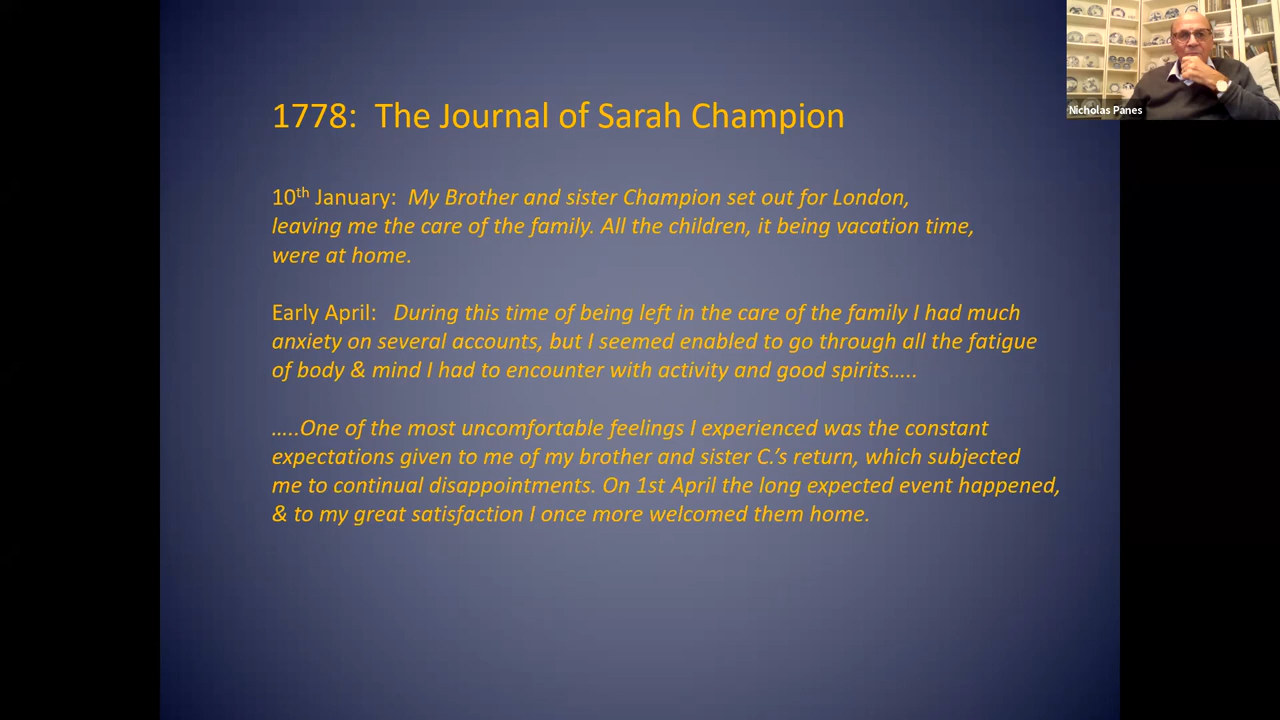 1778: The Journal of Sarah Champion
10th January: My Brother and sister Champion set out for London,
leaving me the care of the family. All the children, it being vacation time,
were at home.
Early April: During this time of being left in the care of the family I had much
anxiety on several accounts, but I seemed enabled to go through all the fatigue
of body & mind I had to encounter with activity and good spirits…..
…..One of the most uncomfortable feelings I experienced was the constant
expectations given to me of my brother and sister C.’s return, which subjected
me to continual disappointments. On 1st April the long expected event happened,
& to my great satisfaction I once more welcomed them home.
Nicholas Panes